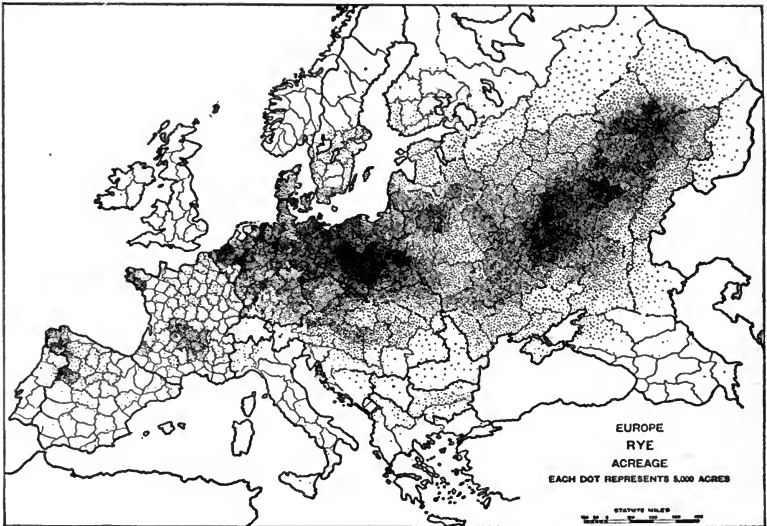 EUROPE
RYE
ACREAGE
EACH DOT REPRESENTS 5,000 ACRES
STATUTE MILES